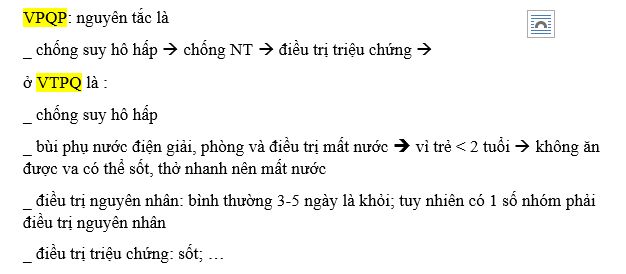 VPQP: nguyên tắc là
_ chống suy hô hấp → chống NT → điều trị triệu chứng →
ở VTPQ là :
_ chống suy hô hấp
_ bùi phụ nước điện giải, phòng và điều trị mất nước → vì trẻ < 2 tuổi → không ăn
được va có thể sốt, thở nhanh nên mất nước
_ điều trị nguyên nhân: bình thường 3-5 ngày là khỏi; tuy nhiên có 1 số nhóm phải
điều trị nguyên nhân
_ điều trị triệu chứng: sốt; …